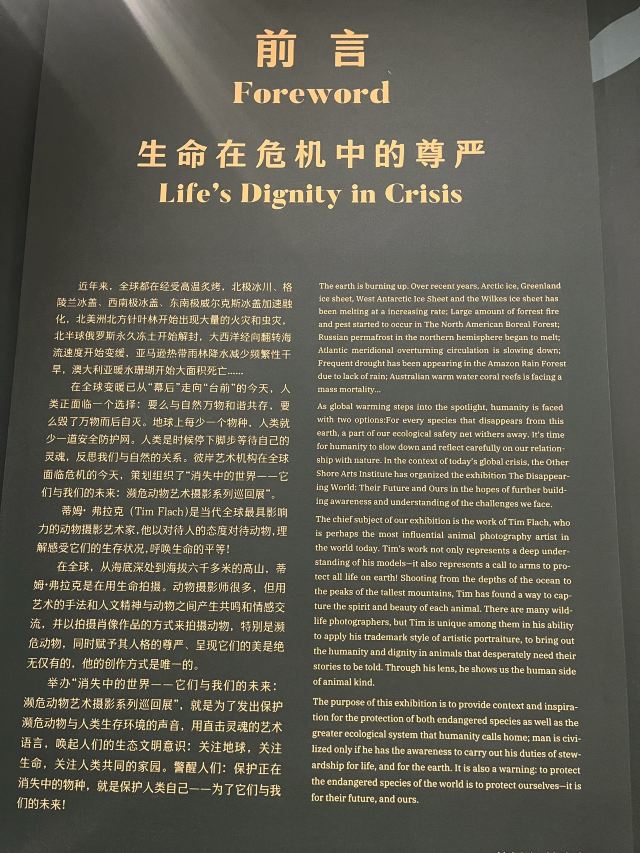 前言
Foreword
生命在危机中的尊严
Life's Dignity in Crisis
近年来，全球都在经受高温炙烤，北极冰川、格
陵兰冰盖、西南极冰盖、东南极威尔克斯冰盖加速融
化，北美洲北方针叶林开始出现大量的火灾和虫灾，
北半球俄罗斯永久冻土开始解封，大西洋经向翻转海
流速度开始变缓，亚马逊热带雨林降水减少频繁性干
旱，澳大利亚暖水珊瑚开始大面积死亡……
在全球变暖已从“幕后”走向“台前”的今天，人
类正面临一个选择：要么与自然万物和谐共存，要
么毁了万物而后自灭。地球上每少一个物种，人类就
少一道安全防护网。人类是时候停下脚步等待自己的
灵魂，反思我们与自然的关系。彼岸艺术机构在全球
面临危机的今天，策划组织了“消失中的世界——它
们与我们的未来：濒危动物艺术摄影系列巡回展”。
蒂姆·弗拉克（Tim Flach）是当代全球最具影响
力的动物摄影艺术家，他以对待人的态度对待动物，理
解感受它们的生存状况，呼唤生命的平等！
在全球，从海底深处到海拔六千多米的高山，蒂
姆·弗拉克是在用生命拍摄。动物摄影师很多，但用
艺术的手法和人文精神与动物之间产生共鸣和情感交
流，并以拍摄肖像作品的方式来拍摄动物，特别是濒
危动物，同时赋予其人格的尊严、呈现它们的美是绝
无仅有的，他的创作方式是唯一的。
举办“消失中的世界——它们与我们的未来：
濒危动物艺术摄影系列巡回展”，就是为了发出保护
濒危动物与人类生存环境的声音，用直击灵魂的艺术
语言，唤起人们的生态文明意识：关注地球，关注
生命，关注人类共同的家园。警醒人们：保护正在
消失中的物种，就是保护人类自己——为了它们与我
们的未来！
The earth is burning up. Over recent years, Arctic ice, Greenland
ice sheet, West Antarctic Ice Sheet and the Wilkes ice sheet has
been melting at a increasing rate; Large amount of forrest fire
and pest started to occur in The North American Boreal Forest;
Russian permafrost in the northern hemisphere began to melt;
Atlantic meridional overturning circulation is slowing down;
Frequent drought has been appearing in the Amazon Rain Forest
due to lack of rain; Australian warm water coral reefs is facing a
mass mortality...
As global warming steps into the spotlight, humanity is faced
with two options:For every species that disappears from this
earth, a part of our ecological safety net withers away. It's time
for humanity to slow down and reflect carefully on our relation-
ship with nature. In the context of today's global crisis, the Other
Shore Arts Institute has organized the exhibition The Disappear-
ing World: Their Future and Ours in the hopes of further build-
ing awareness and understanding of the challenges we face.
The chief subject of our exhibition is the work of Tim Flach, who
is perhaps the most influential animal photography artist in
the world today. Tim's work not only represents a deep under-
standing of his models—it also represents a call to arms to pro-
tect all life on earth! Shooting from the depths of the ocean to
the peaks of the tallest mountains, Tim has found a way to cap-
ture the spirit and beauty of each animal. There are many wild-
life photographers, but Tim is unique among them in his ability
to apply his trademark style of artistic portraiture, to bring out
the humanity and dignity in animals that desperately need their
stories to be told. Through his lens, he shows us the human side
of animal kind.
The purpose of this exhibition is to provide context and inspira-
tion for the protection of both endangered species as well as the
greater ecological system that humanity calls home; man is civi-
lized only if he has the awareness to carry out his duties of stew-
ardship for life, and for the earth. It is also a warning: to protect
the endangered species of the world is to protect ourselves—it is
for their future, and ours.